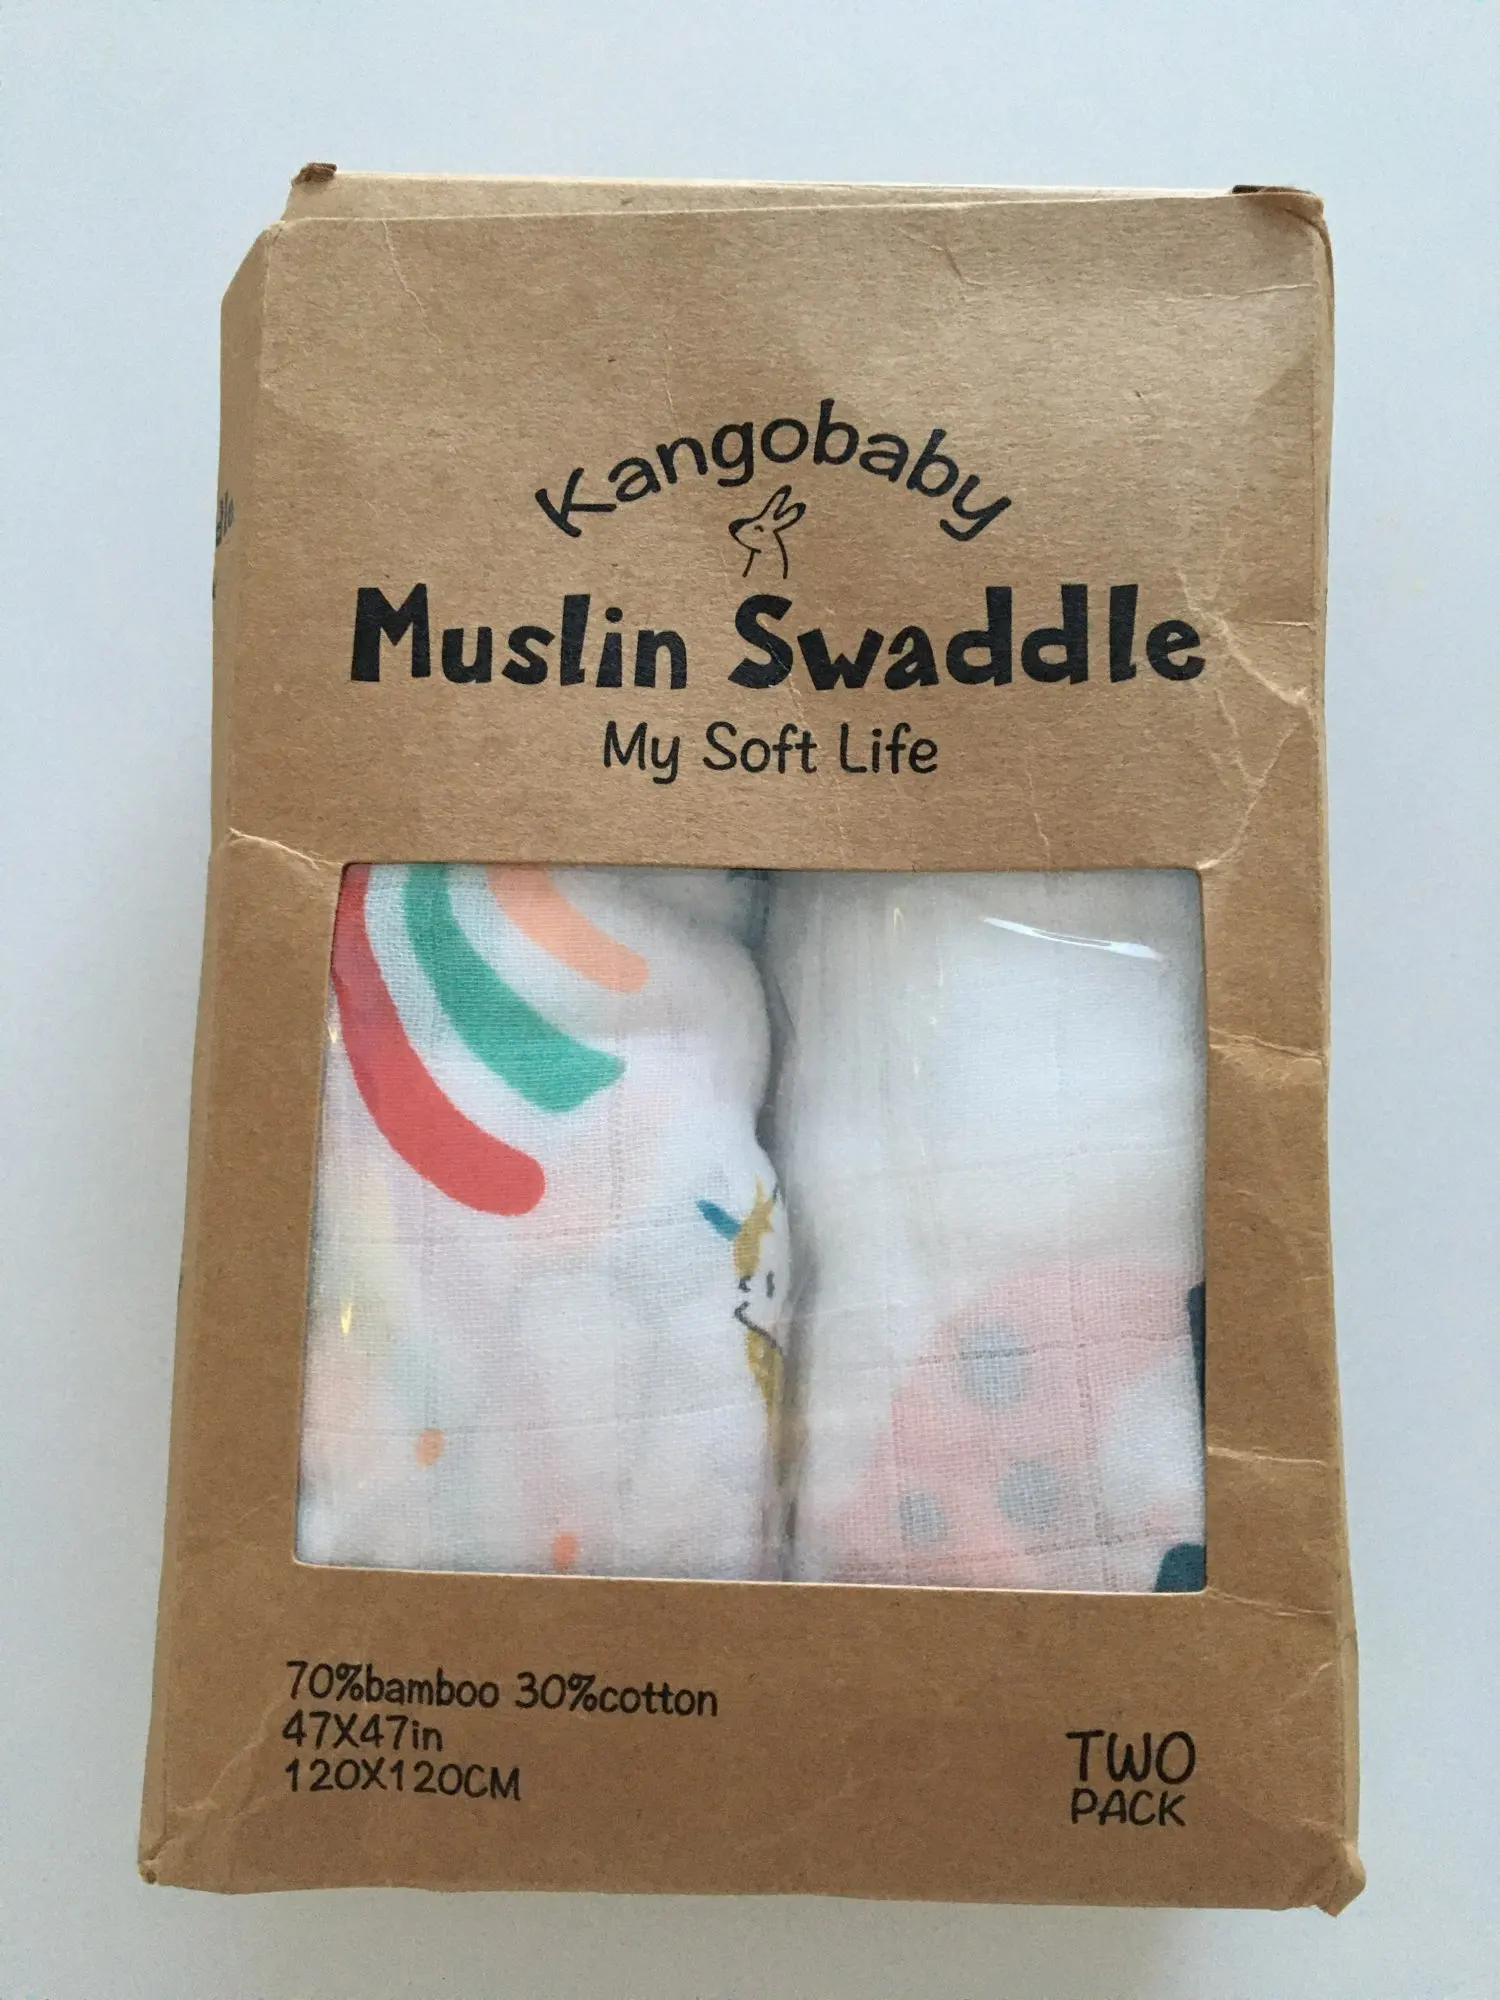 Kangobaby
Muslin Swaddle
My Soft Life
70%bamboo 30%cotton
47X47in
120X120CM
TWO
PACK